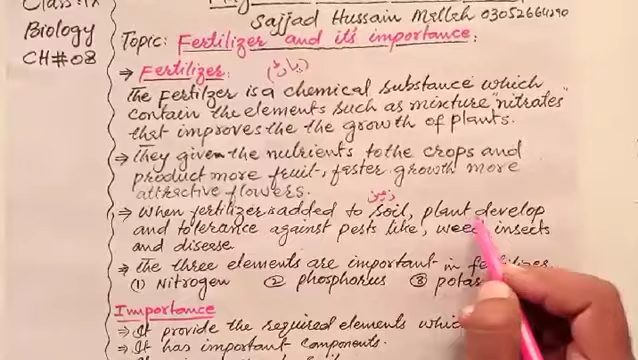 Class:IX
Biology
CH#08
Sajjad Hussain Mallah 03052664290
Topic: Fertilizer and it's importance:
→ Fertilizer:
The Fertilzer is a chemical substance which
contain the elements such as mixture "nitrates"
that improves the the growth of plants.
⇒ They given the nutrients to the crops and
product more fruit, faster growth more
attractive flowers.
زمین
⇒ When fertilizer is added to soil, plant develop
and tolerance against pests like, weed insects
and disease.
⇒ The three elements are important in fertilizer
① Nitrogen ② phosphorus ③ potas
Importance
⇒ It provide the required elements
⇒ It has important components.